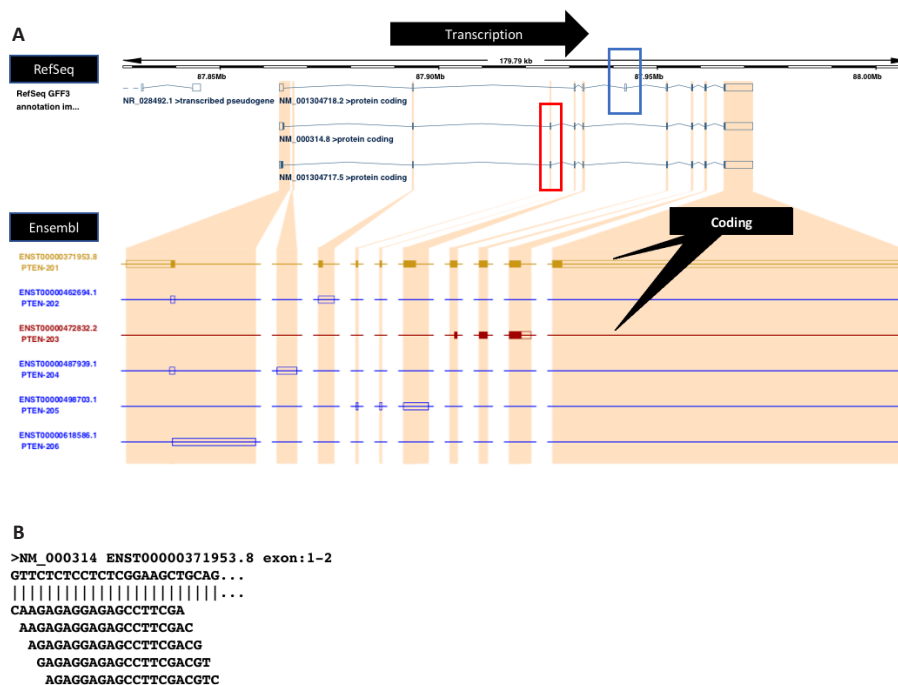 A
Transcription
179.79 kb
RefSeq
87.85Mb 87.90Mb 87.95Mb 88.00Mb
RefSeq GFF3
annotation im...
NR_028492.1 >transcribed pseudogene NM_001304718.2 >protein coding
NM_000314.8 >protein coding
NM_001304717.5 >protein coding
Ensembl
Coding
ENST00000371953.8
PTEN-201
ENST00000462694.1
PTEN-202
ENST00000472832.2
PTEN-203
ENST00000487939.1
PTEN-204
ENST00000498703.1
PTEN-205
ENST00000618586.1
PTEN-206
B
>NM_000314 ENST00000371953.8 exon:1-2
GTTCTCTCCTCTCGGAAGCTGCAG...
||||||||||||||||||||||||...
CAAGAGAGGAGAGCCTTCGA
AAGAGAGGAGAGCCTTCGAC
AGAGAGGAGAGCCTTCGACG
GAGAGGAGAGCCTTCGACGT
AGAGGAGAGCCTTCGACGTC